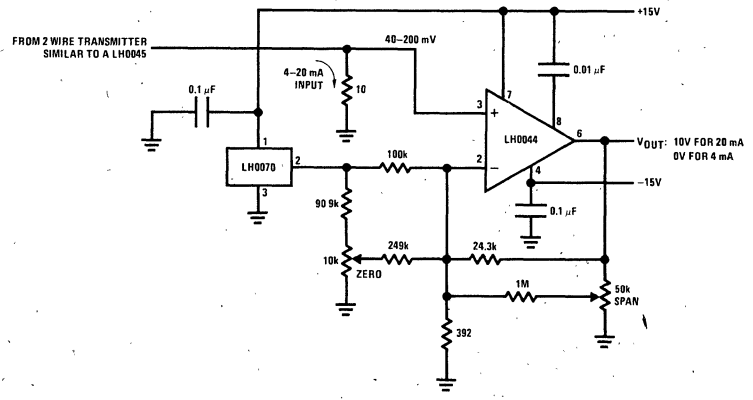 +15V
FROM 2 WIRE TRANSMITTER
SIMILAR TO A LH0045
40–200 mV
4–20 mA
INPUT
10
0.01 μF
0.1 μF
7
8
3
+
LH0044
6
VOUT: 10V FOR 20 mA
0V FOR 4 mA
1
LH0070
2
3
100k
2
–
4
–15V
0.1 μF
90 9k
10k
ZERO
249k
24.3k
1M
50k
SPAN
392